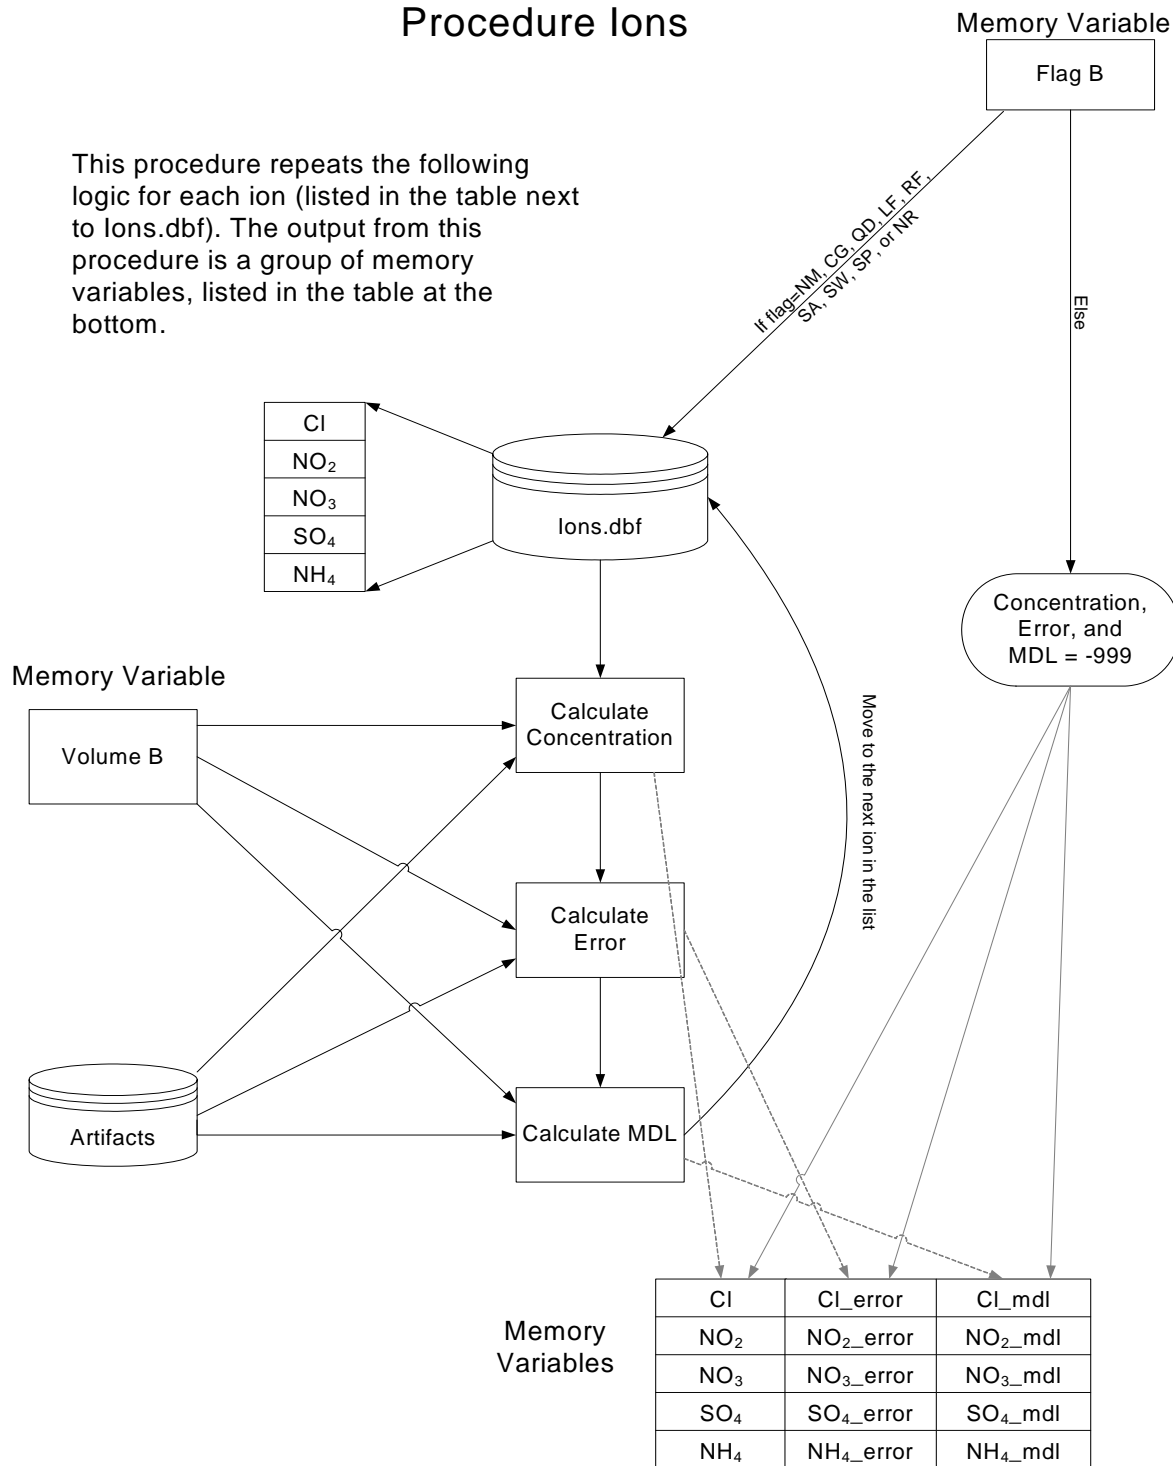 Procedure Ions
Memory Variable
Flag B
This procedure repeats the following
logic for each ion (listed in the table next
to Ions.dbf). The output from this
procedure is a group of memory
variables, listed in the table at the
bottom.
If flag=NM, CG, QD, LF, RF,
SA, SW, SP, or NR
Else
Cl
NO₂
NO₃
SO₄
NH₄
Ions.dbf
Concentration,
Error, and
MDL = -999
Memory Variable
Volume B
Calculate
Concentration
Move to the next ion in the list
Calculate
Error
Artifacts
Calculate MDL
Memory
Variables
Cl Cl_error Cl_mdl
NO₂ NO₂_error NO₂_mdl
NO₃ NO₃_error NO₃_mdl
SO₄ SO₄_error SO₄_mdl
NH₄ NH₄_error NH₄_mdl